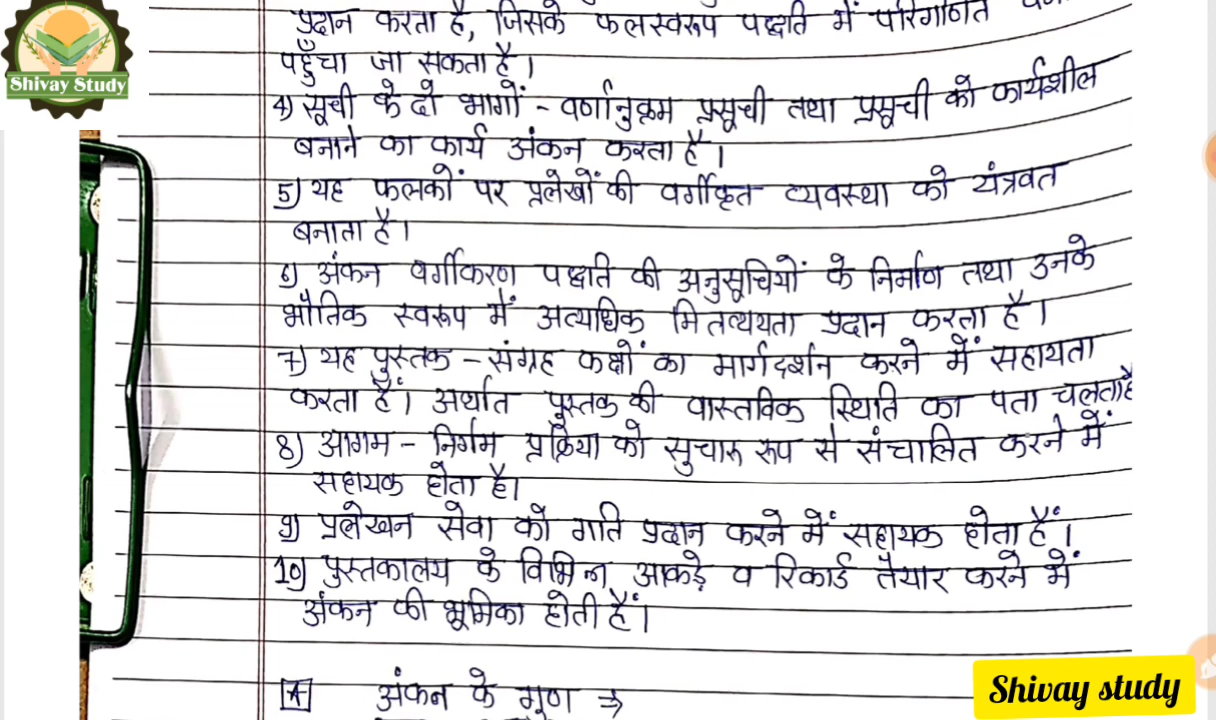 Shivay Study
प्रदान करता है, जिसके फलस्वरूप पद्धति में परिगणित
पहुँचा जा सकता है।
4) सूची के दो भागों - वर्णानुक्रम प्रसूची तथा प्रसूची को कार्यशील
बनाने का कार्य अंकन करता है।
5) यह फलकों पर प्रलेखों की वर्गीकृत व्यवस्था को यंत्रवत
बनाता है।
6) अंकन वर्गीकरण पद्धति की अनुसूचियों के निर्माण तथा उनके
भौतिक स्वरूप में अत्यधिक मितव्ययता प्रदान करता है।
7) यह पुस्तक - संग्रह कक्षों का मार्गदर्शन करने में सहायता
करता हैं। अर्थात पुस्तक की वास्तविक स्थिति का पता चलता है
8) आगम - निर्गम प्रक्रिया को सुचारू रूप से संचालित करने में
सहायक होता है।
9) प्रलेखन सेवा को गति प्रदान करने में सहायक होता हैं।
10) पुस्तकालय के विभिन्न आकड़े व रिकार्ड तैयार करने में
अंकन की भूमिका होती हैं।
अंकन के गुण ⇒
Shivay study